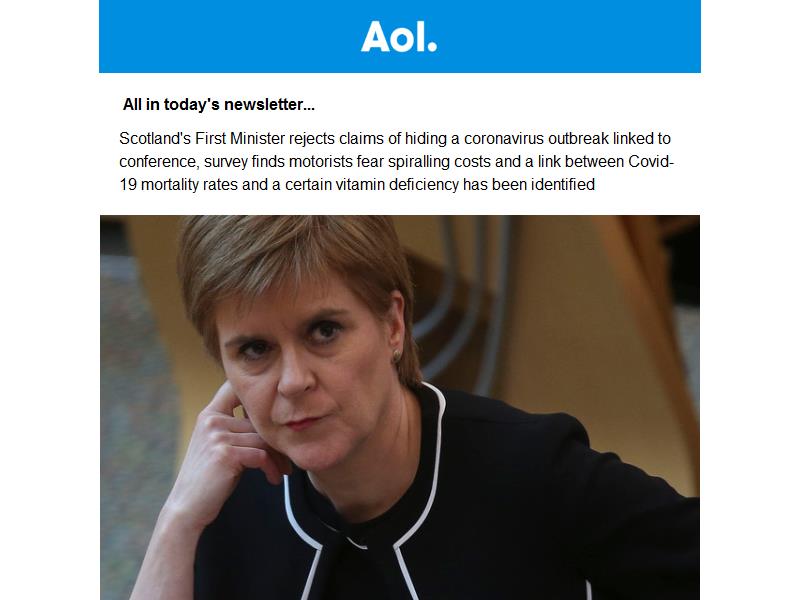 Aol.
All in today's newsletter...
Scotland's First Minister rejects claims of hiding a coronavirus outbreak linked to
conference, survey finds motorists fear spiralling costs and a link between Covid-
19 mortality rates and a certain vitamin deficiency has been identified